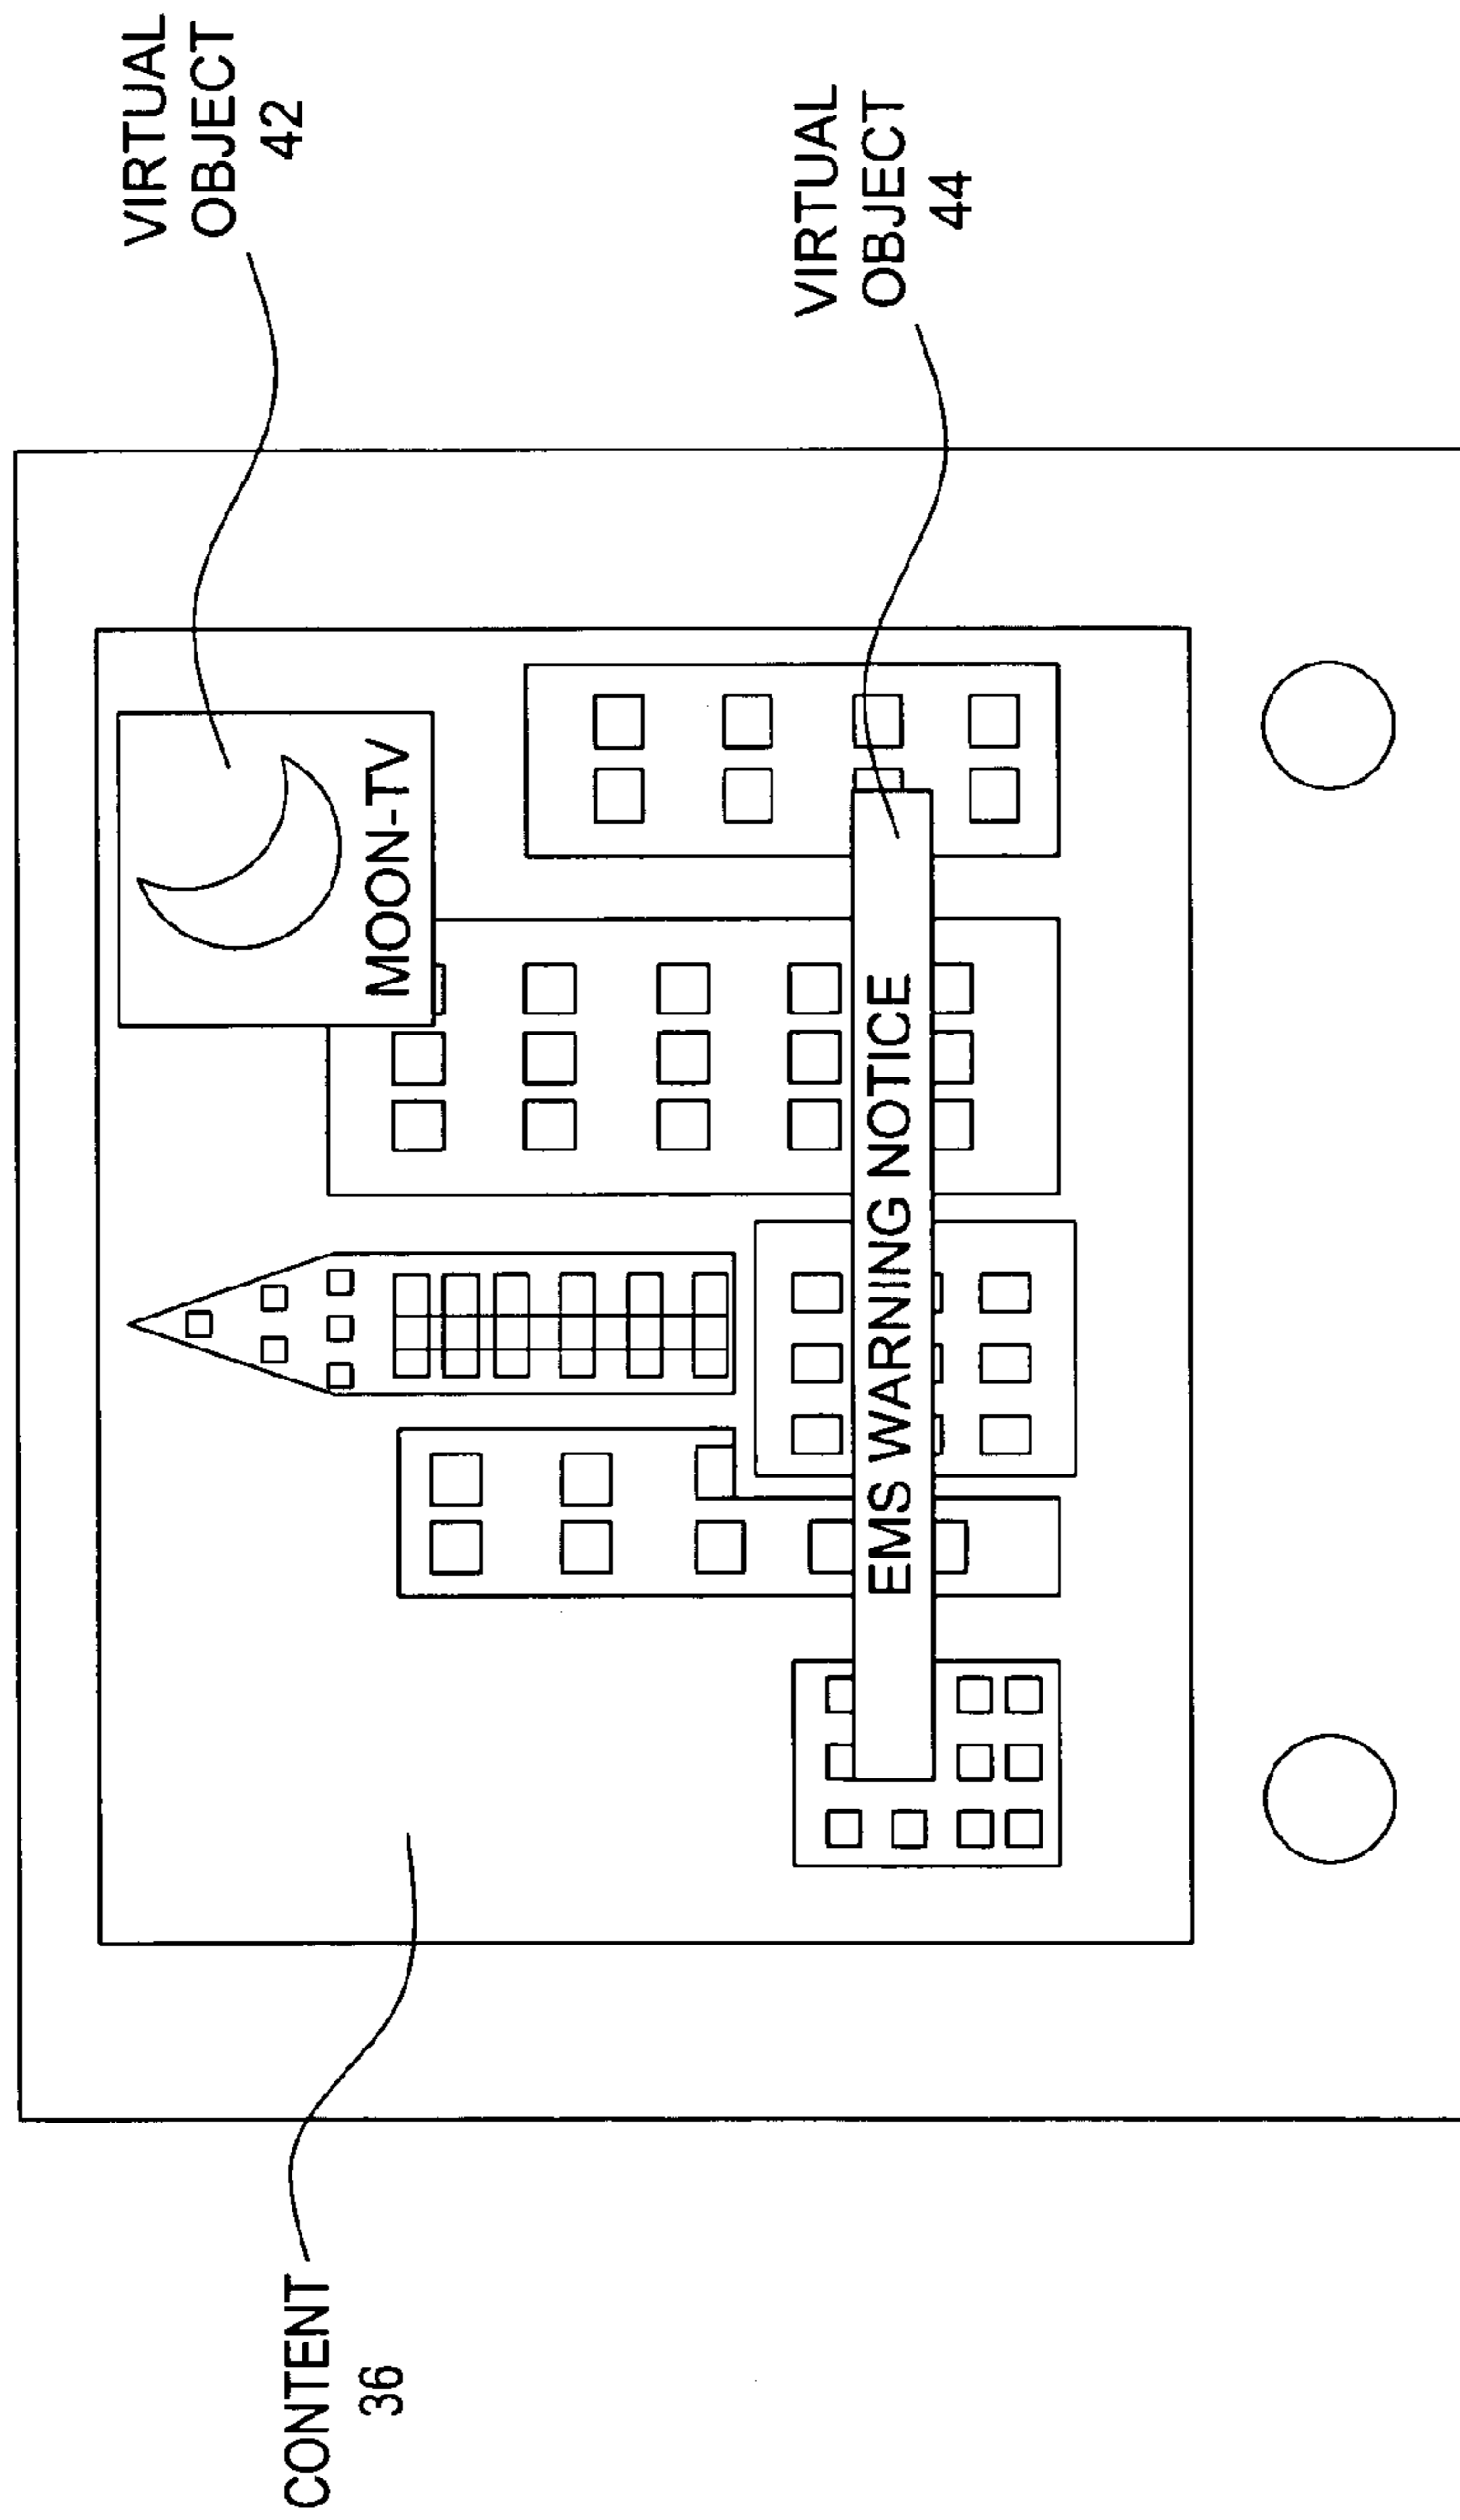 VIRTUAL
OBJECT
42
VIRTUAL
OBJECT
44
MOON-TV
EMS WARNING NOTICE
CONTENT
36